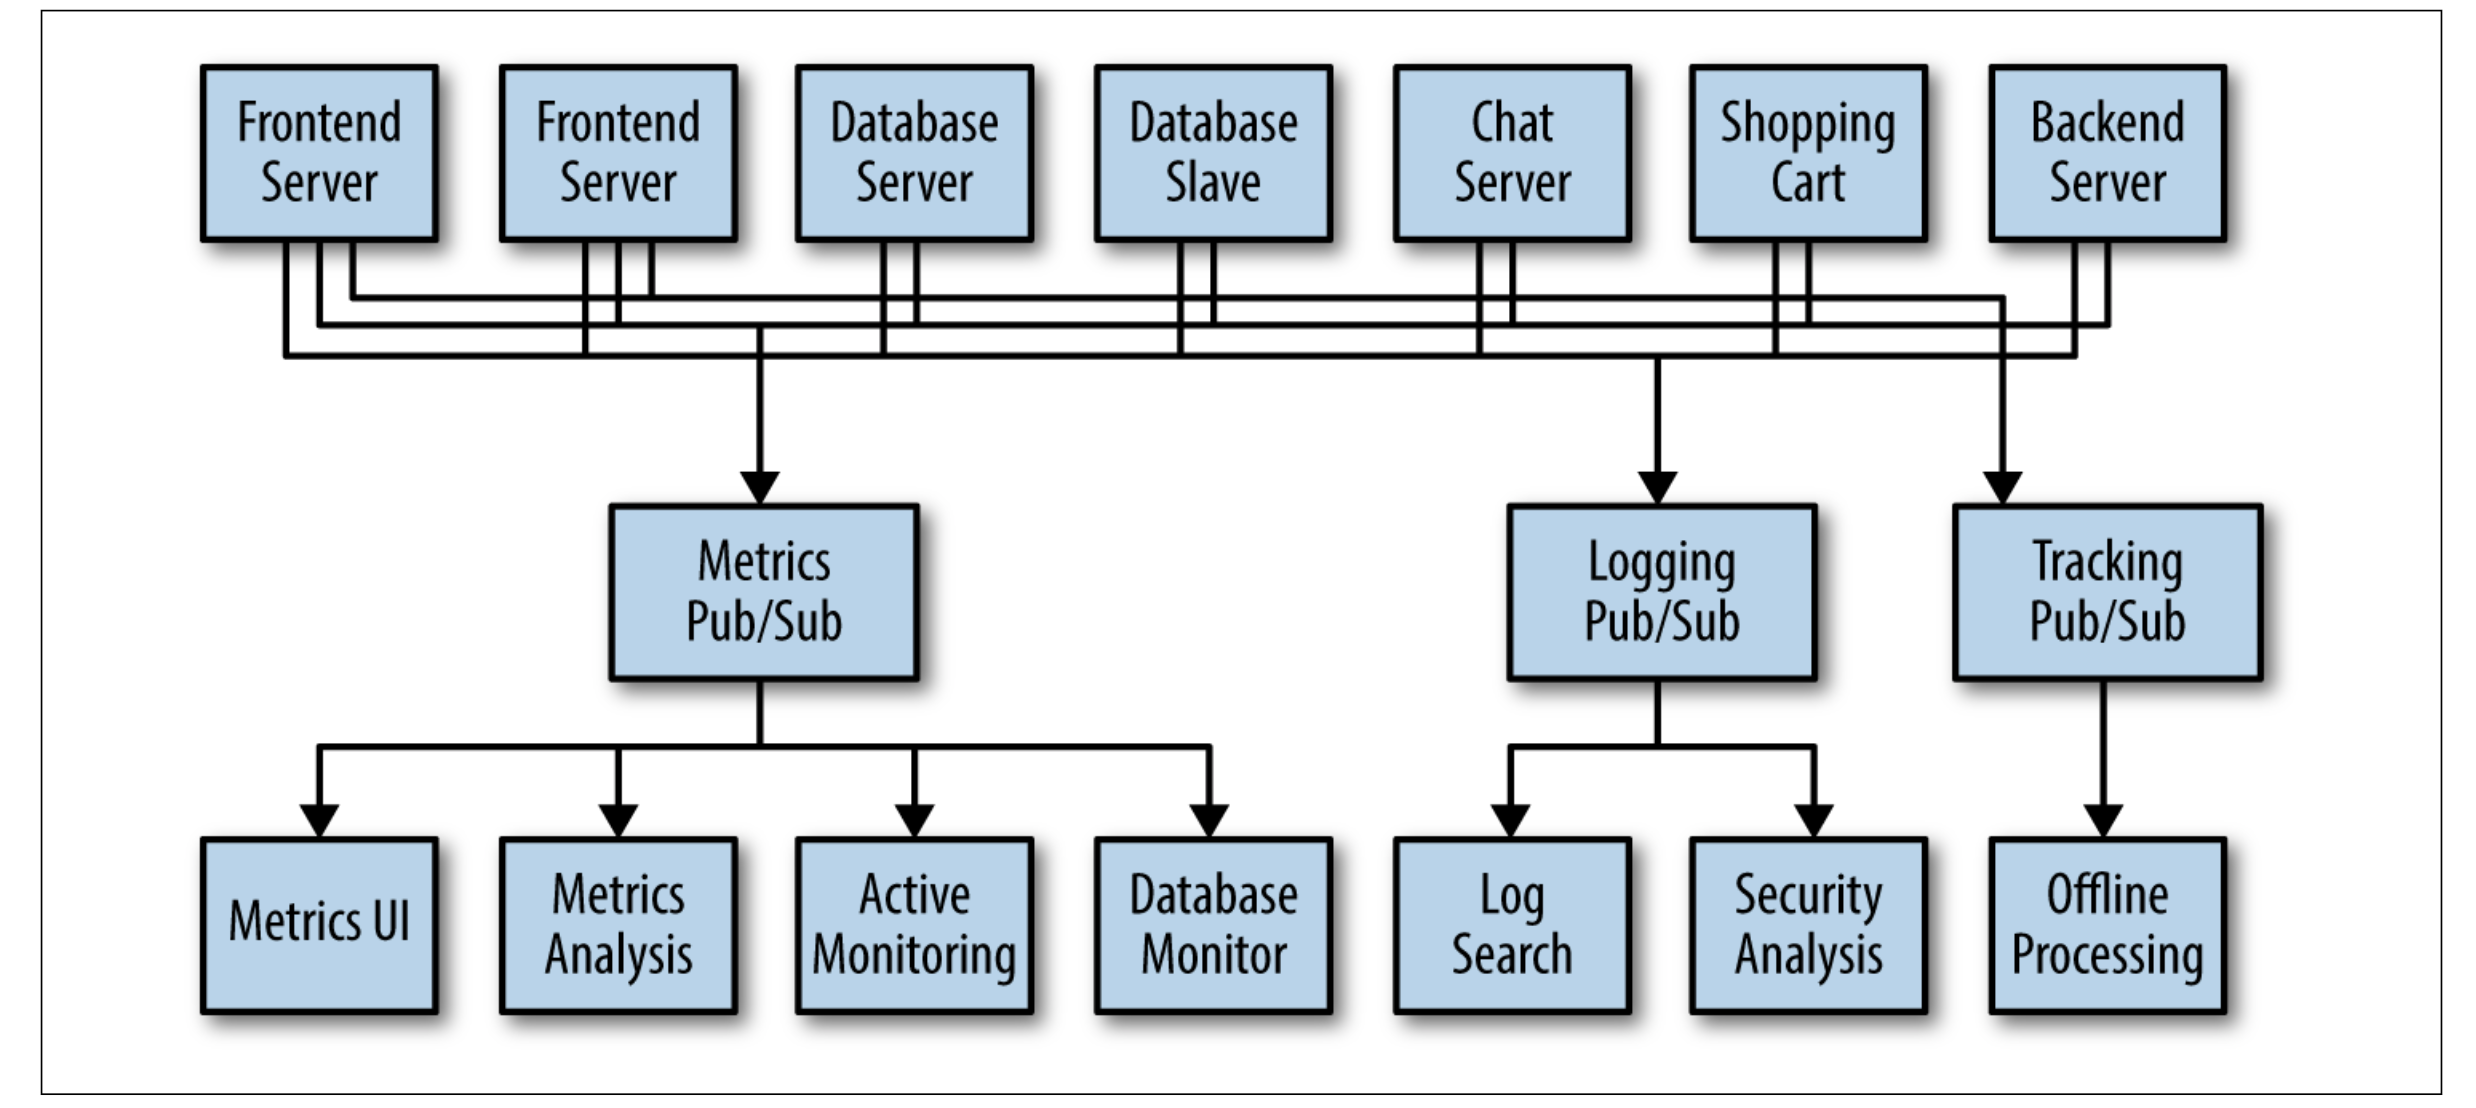 Frontend
Server
Frontend
Server
Database
Server
Database
Slave
Chat
Server
Shopping
Cart
Backend
Server
Metrics
Pub/Sub
Logging
Pub/Sub
Tracking
Pub/Sub
Metrics UI
Metrics
Analysis
Active
Monitoring
Database
Monitor
Log
Search
Security
Analysis
Offline
Processing